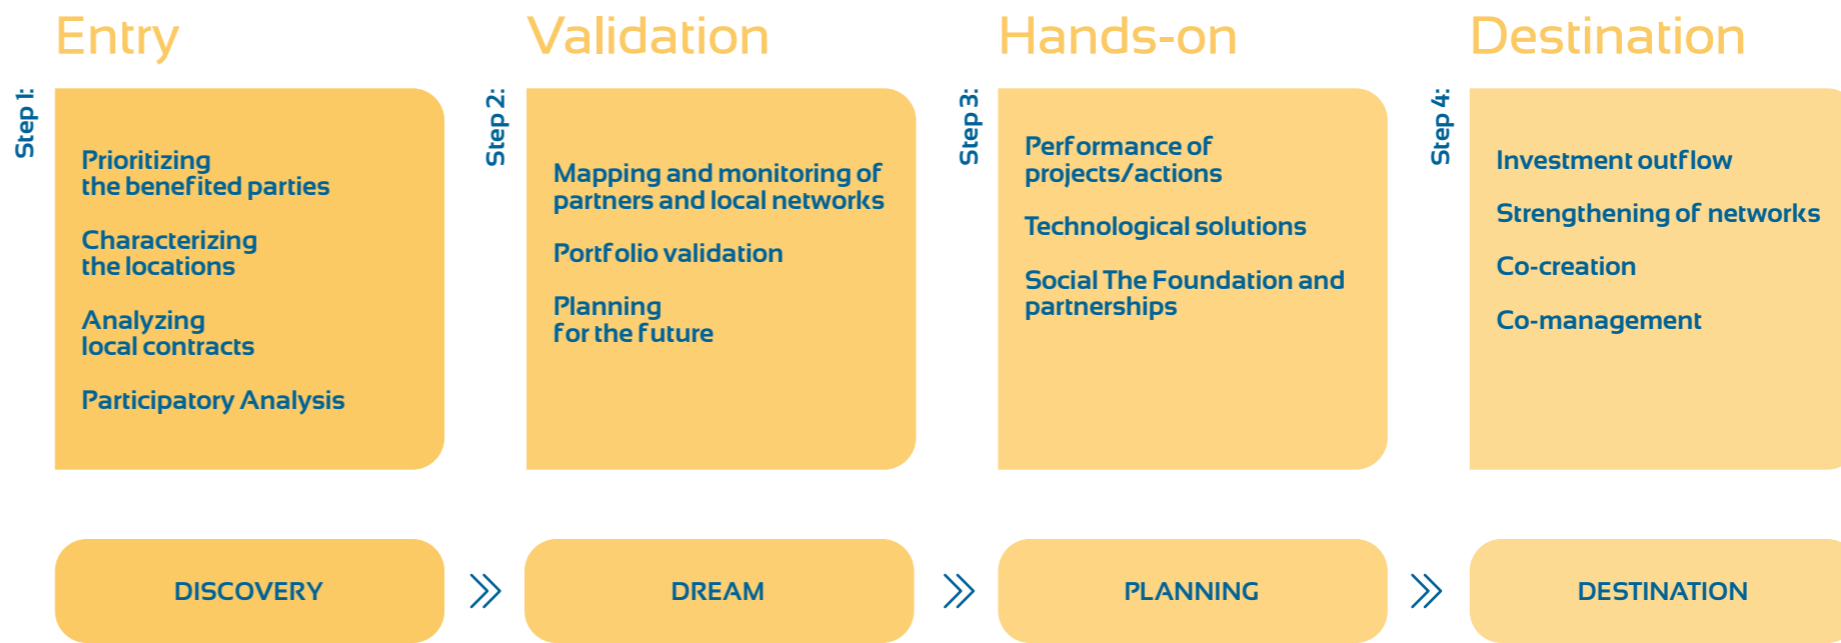 Entry
Step 1:
Prioritizing
the benefited parties
Characterizing
the locations
Analyzing
local contracts
Participatory Analysis
Validation
Step 2:
Mapping and monitoring of
partners and local networks
Portfolio validation
Planning
for the future
Hands-on
Step 3:
Performance of
projects/actions
Technological solutions
Social The Foundation and
partnerships
Destination
Step 4:
Investment outflow
Strengthening of networks
Co-creation
Co-management
DISCOVERY
DREAM
PLANNING
DESTINATION